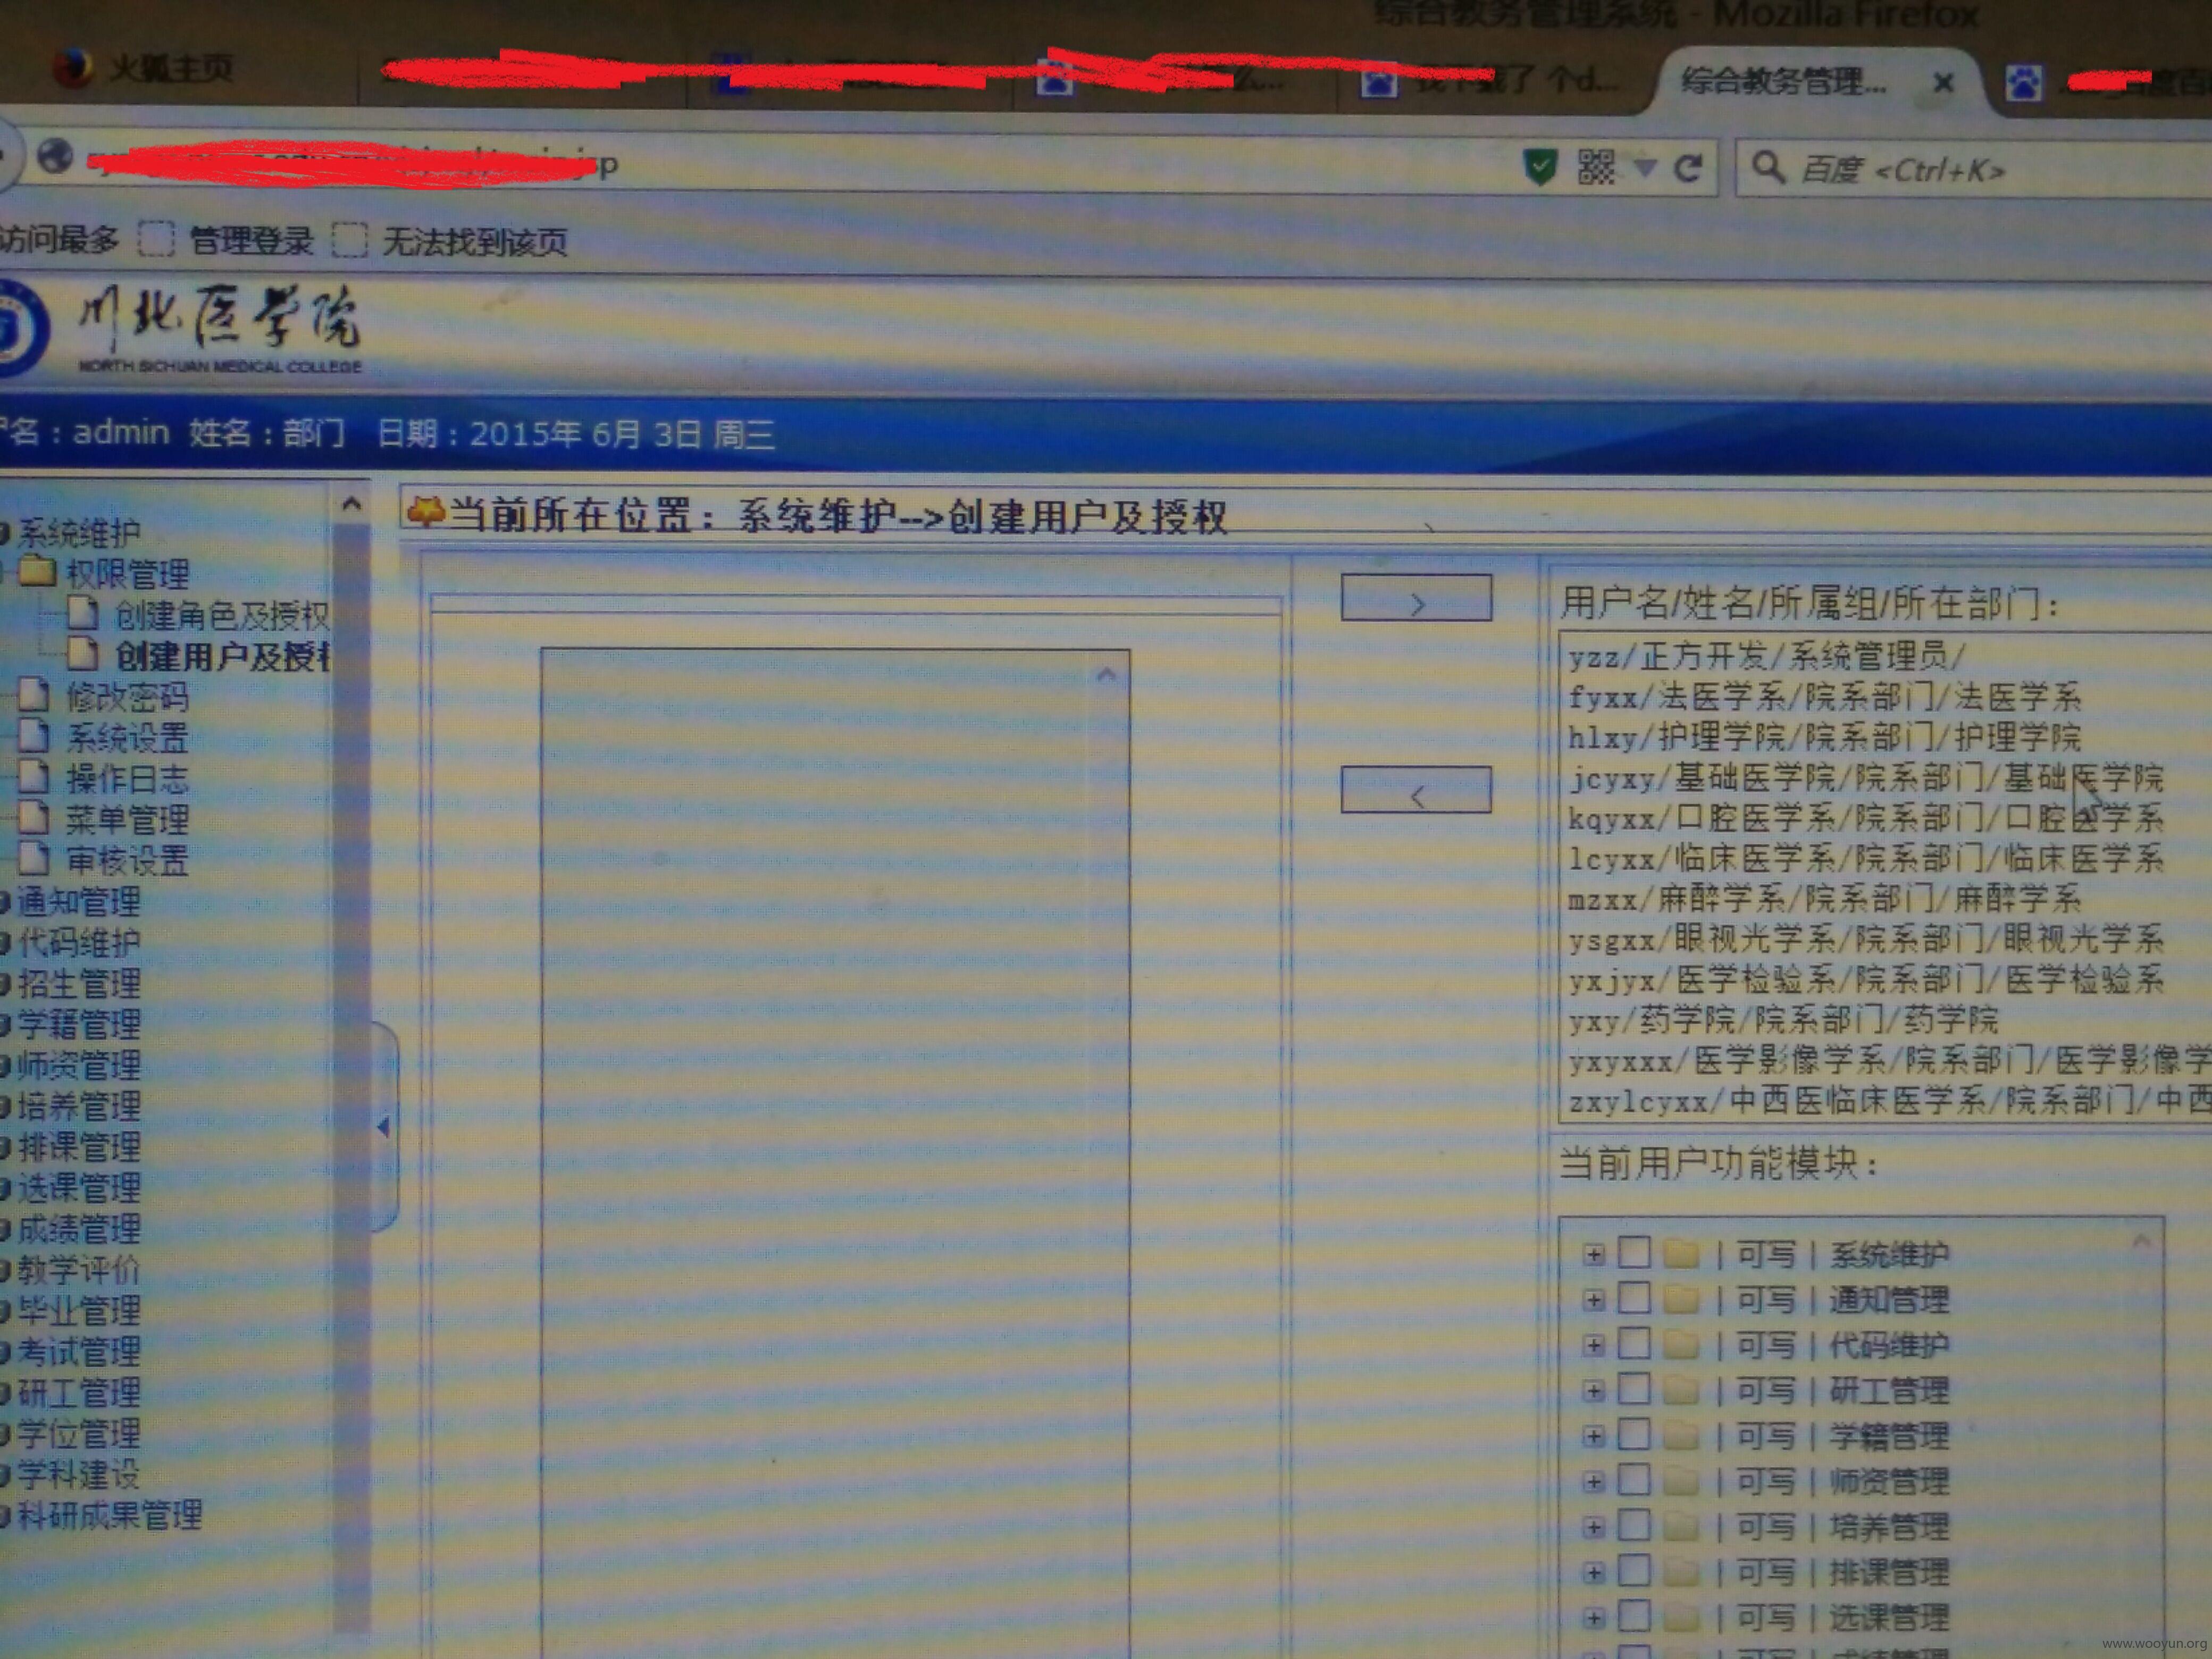 综合教务管理系统 - Mozilla Firefox
火狐主页
综合教务管理...
sp
百度 <Ctrl+K>
访问最多 管理登录 无法找到该页
川北医学院
NORTH SICHUAN MEDICAL COLLEGE
名：admin 姓名：部门 日期：2015年 6月 3日 周三
系统维护
权限管理
创建角色及授权
创建用户及授权
修改密码
系统设置
操作日志
菜单管理
审核设置
通知管理
代码维护
招生管理
学籍管理
师资管理
培养管理
排课管理
选课管理
成绩管理
教学评价
毕业管理
考试管理
研工管理
学位管理
学科建设
科研成果管理
当前所在位置：系统维护-->创建用户及授权
>
<
用户名/姓名/所属组/所在部门：
yzz/正方开发/系统管理员/
fyxx/法医学系/院系部门/法医学系
hlxy/护理学院/院系部门/护理学院
jcyxy/基础医学院/院系部门/基础医学院
kqyxx/口腔医学系/院系部门/口腔医学系
lcyxx/临床医学系/院系部门/临床医学系
mzxx/麻醉学系/院系部门/麻醉学系
ysgxx/眼视光学系/院系部门/眼视光学系
yxjyx/医学检验系/院系部门/医学检验系
yxy/药学院/院系部门/药学院
yxyxxx/医学影像学系/院系部门/医学影像学
zxylcyxx/中西医临床医学系/院系部门/中西
当前用户功能模块：
|可写|系统维护
|可写|通知管理
|可写|代码维护
|可写|研工管理
|可写|学籍管理
|可写|师资管理
|可写|培养管理
|可写|排课管理
|可写|选课管理
www.wooyun.org